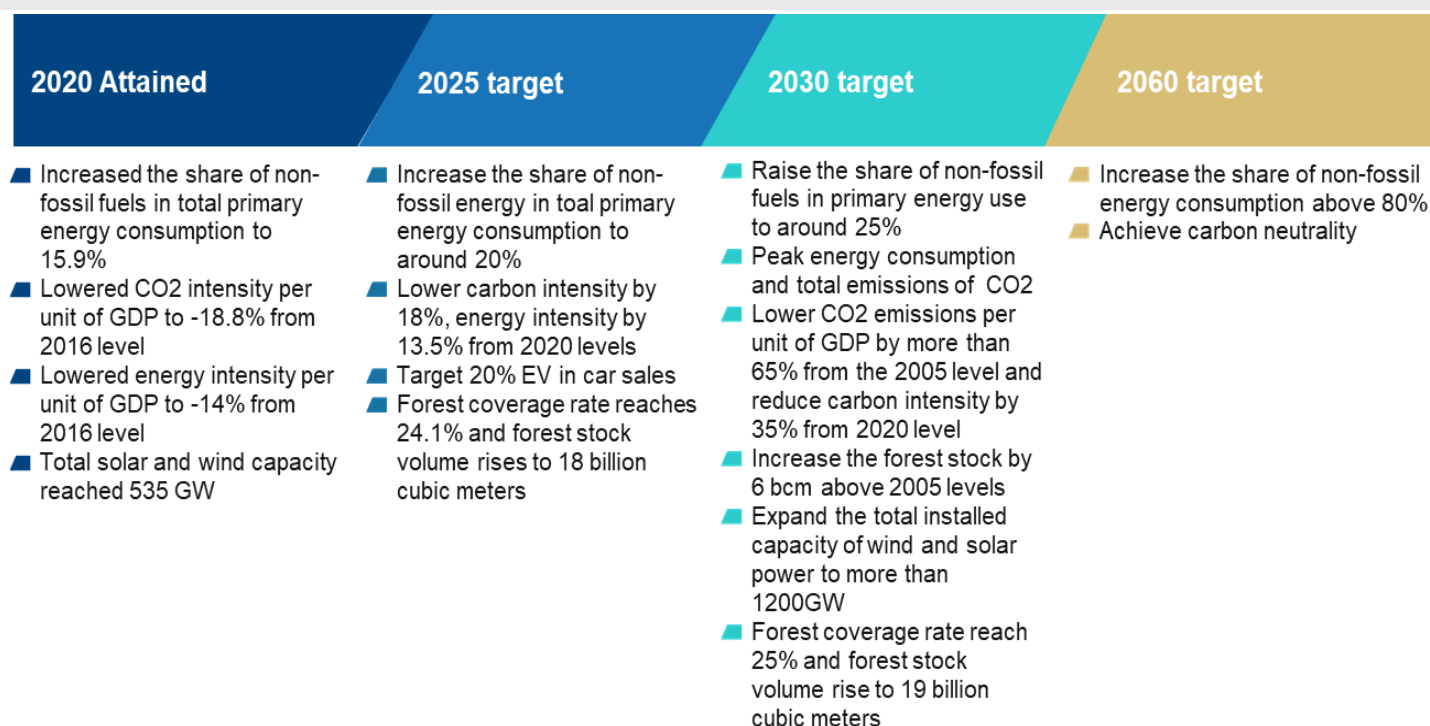 2020 Attained
2025 target
2030 target
2060 target
Increased the share of non-
fossil fuels in total primary
energy consumption to
15.9%
Lowered CO2 intensity per
unit of GDP to -18.8% from
2016 level
Lowered energy intensity per
unit of GDP to -14% from
2016 level
Total solar and wind capacity
reached 535 GW
Increase the share of non-
fossil energy in toal primary
energy consumption to
around 20%
Lower carbon intensity by
18%, energy intensity by
13.5% from 2020 levels
Target 20% EV in car sales
Forest coverage rate reaches
24.1% and forest stock
volume rises to 18 billion
cubic meters
Raise the share of non-fossil
fuels in primary energy use
to around 25%
Peak energy consumption
and total emissions of CO2
Lower CO2 emissions per
unit of GDP by more than
65% from the 2005 level and
reduce carbon intensity by
35% from 2020 level
Increase the forest stock by
6 bcm above 2005 levels
Expand the total installed
capacity of wind and solar
power to more than
1200GW
Forest coverage rate reach
25% and forest stock
volume rise to 19 billion
cubic meters
Increase the share of non-fossil
energy consumption above 80%
Achieve carbon neutrality